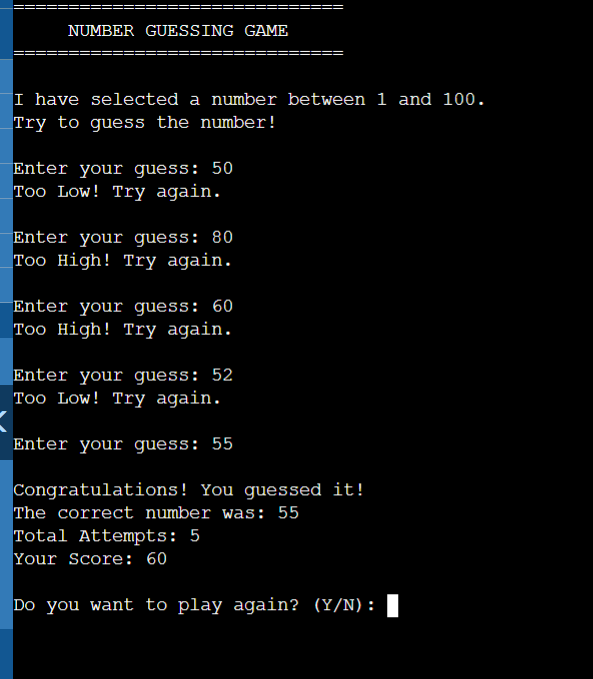 ==============================
NUMBER GUESSING GAME
==============================
I have selected a number between 1 and 100.
Try to guess the number!
Enter your guess: 50
Too Low! Try again.
Enter your guess: 80
Too High! Try again.
Enter your guess: 60
Too High! Try again.
Enter your guess: 52
Too Low! Try again.
Enter your guess: 55
Congratulations! You guessed it!
The correct number was: 55
Total Attempts: 5
Your Score: 60
Do you want to play again? (Y/N):